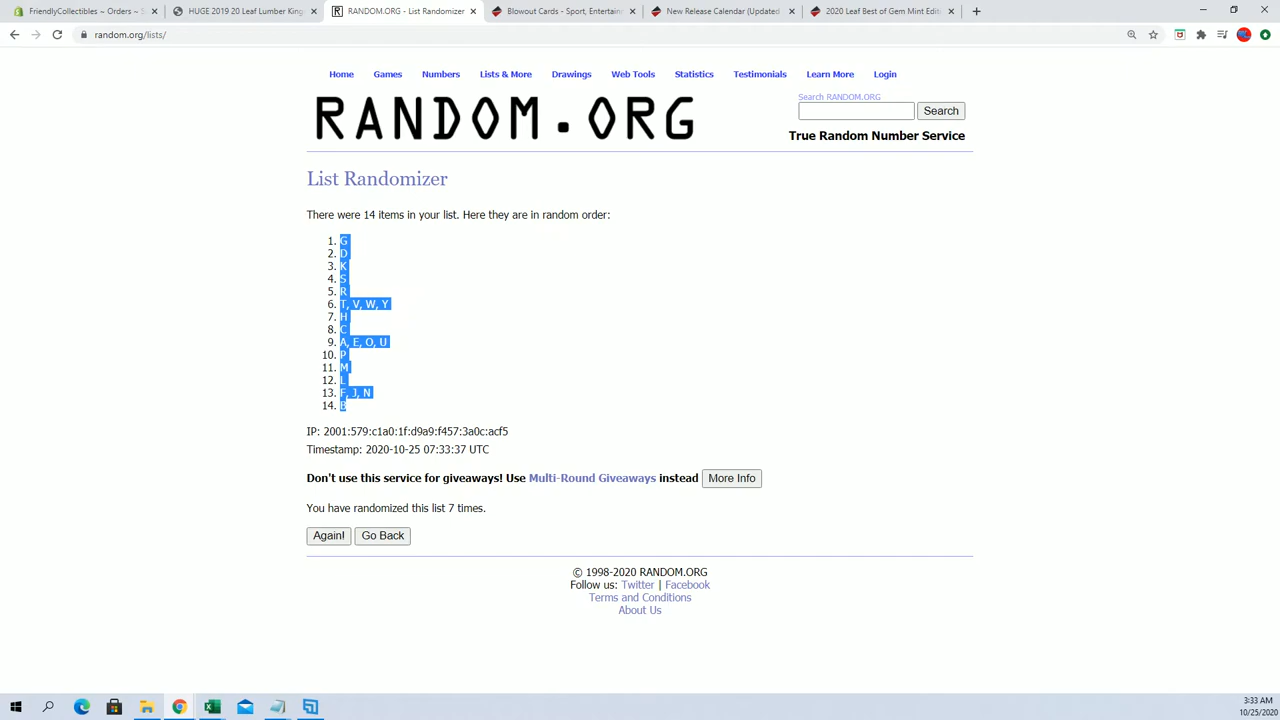 FriendlyCollectibles ~ Orders ~ S
HUGE 2019 20 Leaf Lumber King
RANDOM.ORG - List Randomizer
Blowout Cards - Sport, Entertain
New Release Calendar (Updated
2020 Leaf Best of Gem Mint Edit
random.org/lists/
Home Games Numbers Lists & More Drawings Web Tools Statistics Testimonials Learn More Login
RANDOM.ORG
Search RANDOM.ORG
Search
True Random Number Service
List Randomizer
There were 14 items in your list. Here they are in random order:
1. G
2. D
3. K
4. S
5. R
6. T, V, W, Y
7. H
8. C
9. A, E, O, U
10. P
11. M
12. L
13. F, J, N
14. B
IP: 2001:579:c1a0:1f:d9a9:f457:3a0c:acf5
Timestamp: 2020-10-25 07:33:37 UTC
Don't use this service for giveaways! Use Multi-Round Giveaways instead More Info
You have randomized this list 7 times.
Again! Go Back
© 1998-2020 RANDOM.ORG
Follow us: Twitter | Facebook
Terms and Conditions
About Us
3:33 AM
10/25/2020